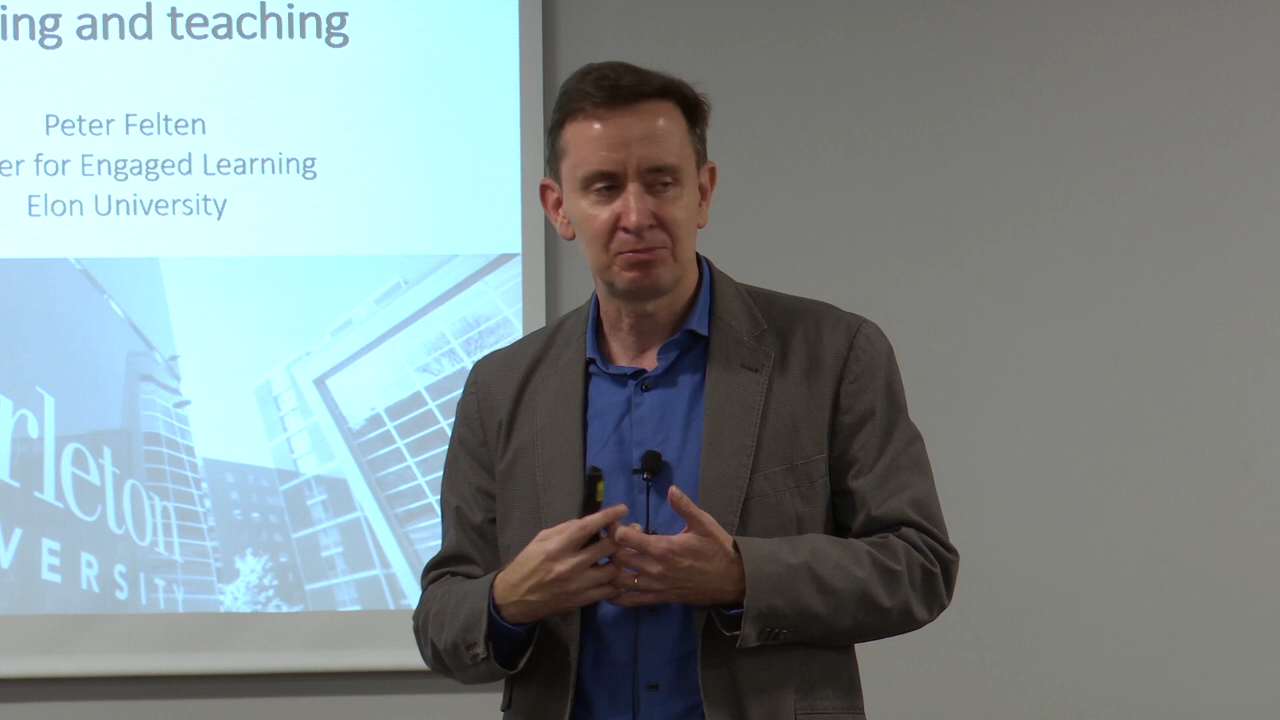 ing and teaching
Peter Felten
er for Engaged Learning
Elon University
rleton
VERSITY